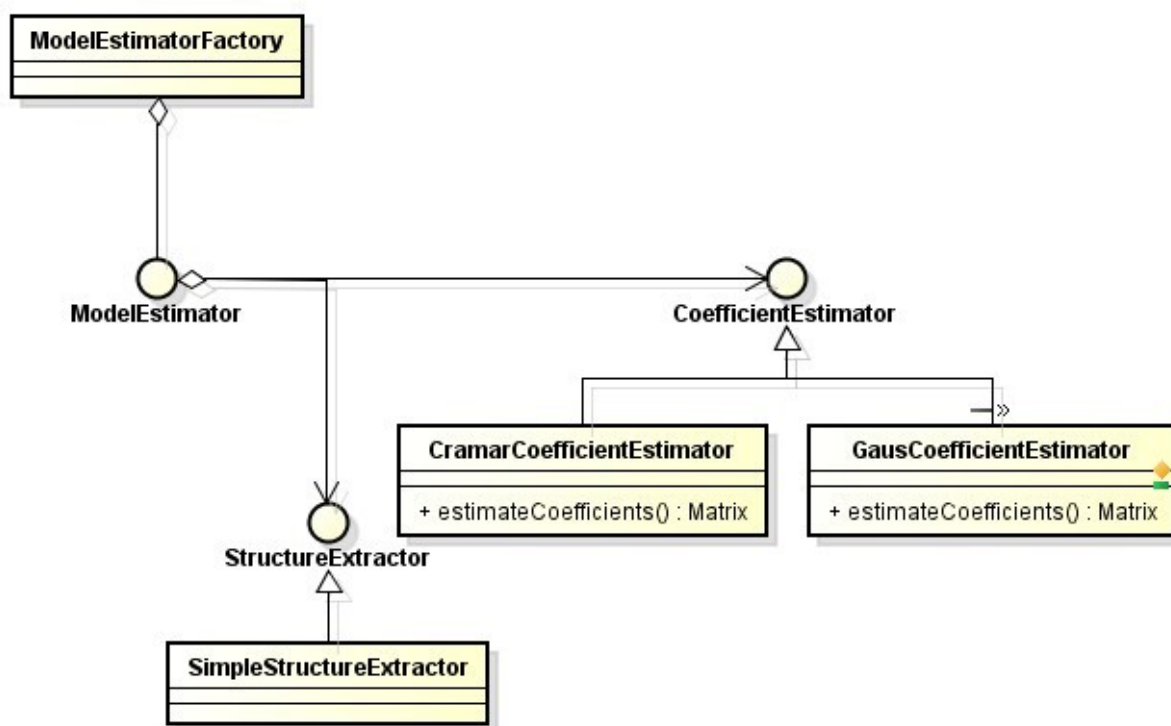 ModelEstimatorFactory
ModelEstimator
CoefficientEstimator
CramarCoefficientEstimator
+ estimateCoefficients() : Matrix
GausCoefficientEstimator
+ estimateCoefficients() : Matrix
StructureExtractor
SimpleStructureExtractor